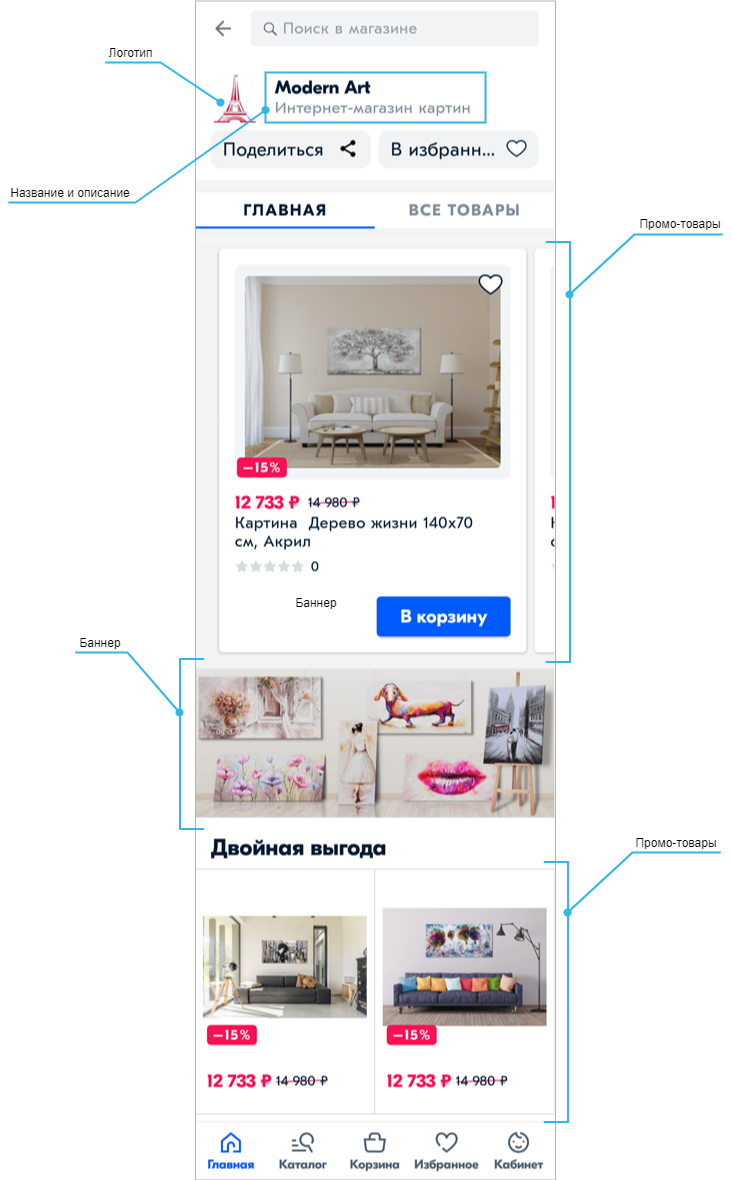 Поиск в магазине
Логотип
Modern Art
Интернет-магазин картин
Поделиться
В избранн...
Название и описание
ГЛАВНАЯ
ВСЕ ТОВАРЫ
Промо-товары
−15%
12 733 ₽ 14 980 ₽
Картина Дерево жизни 140x70
см, Акрил
0
Баннер
В корзину
Баннер
Двойная выгода
Промо-товары
−15%
−15%
12 733 ₽ 14 980 ₽
12 733 ₽ 14 980 ₽
Главная
Каталог
Корзина
Избранное
Кабинет